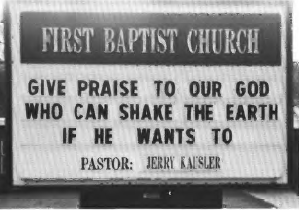 FIRST BAPTIST CHURCH
GIVE PRAISE TO OUR GOD
WHO CAN SHAKE THE EARTH
IF HE WANTS TO
PASTOR: JERRY KAUSLER